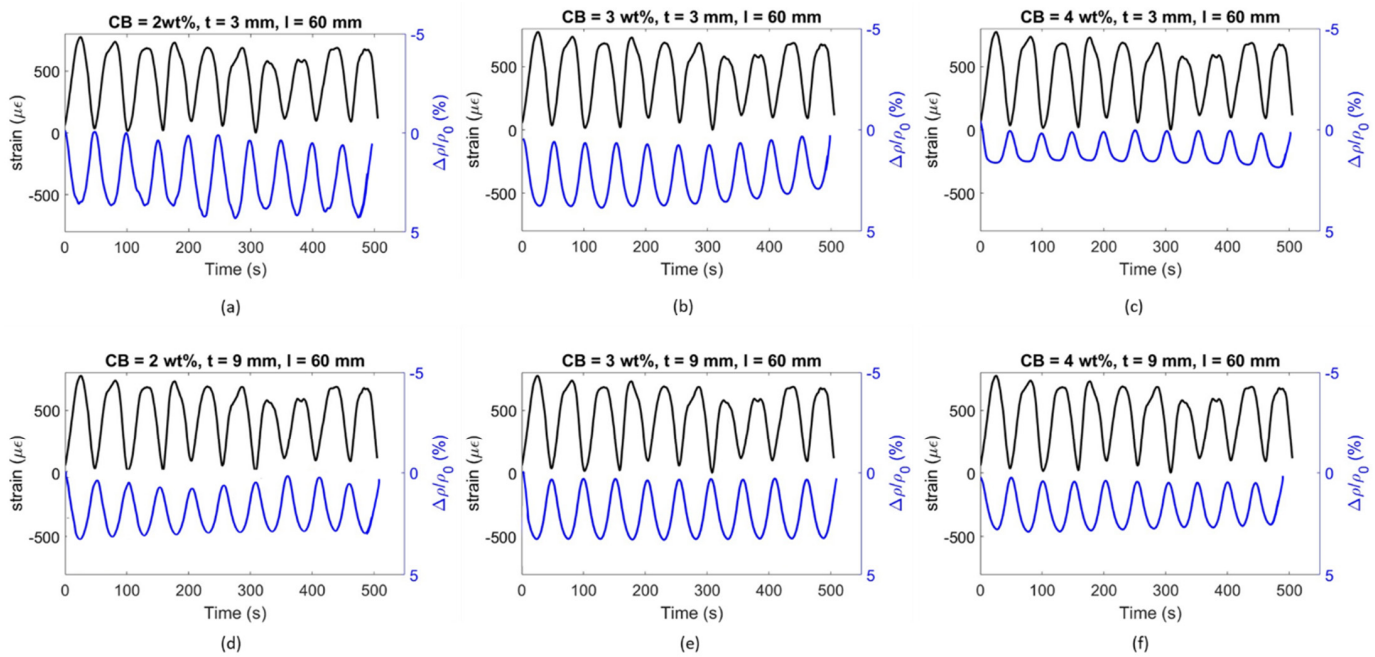 CB = 2wt%, t = 3 mm, l = 60 mm
strain (με)
500
0
-500
-5
0
5
Δρ/ρ0 (%)
0 100 200 300 400 500
Time (s)
(a)
CB = 3 wt%, t = 3 mm, l = 60 mm
strain (με)
500
0
-500
-5
0
5
Δρ/ρ0 (%)
0 100 200 300 400 500
Time (s)
(b)
CB = 4 wt%, t = 3 mm, l = 60 mm
strain (με)
500
0
-500
-5
0
5
Δρ/ρ0 (%)
0 100 200 300 400 500
Time (s)
(c)
CB = 2 wt%, t = 9 mm, l = 60 mm
strain (με)
500
0
-500
-5
0
5
Δρ/ρ0 (%)
0 100 200 300 400 500
Time (s)
(d)
CB = 3 wt%, t = 9 mm, l = 60 mm
strain (με)
500
0
-500
-5
0
5
Δρ/ρ0 (%)
0 100 200 300 400 500
Time (s)
(e)
CB = 4 wt%, t = 9 mm, l = 60 mm
strain (με)
500
0
-500
-5
0
5
Δρ/ρ0 (%)
0 100 200 300 400 500
Time (s)
(f)